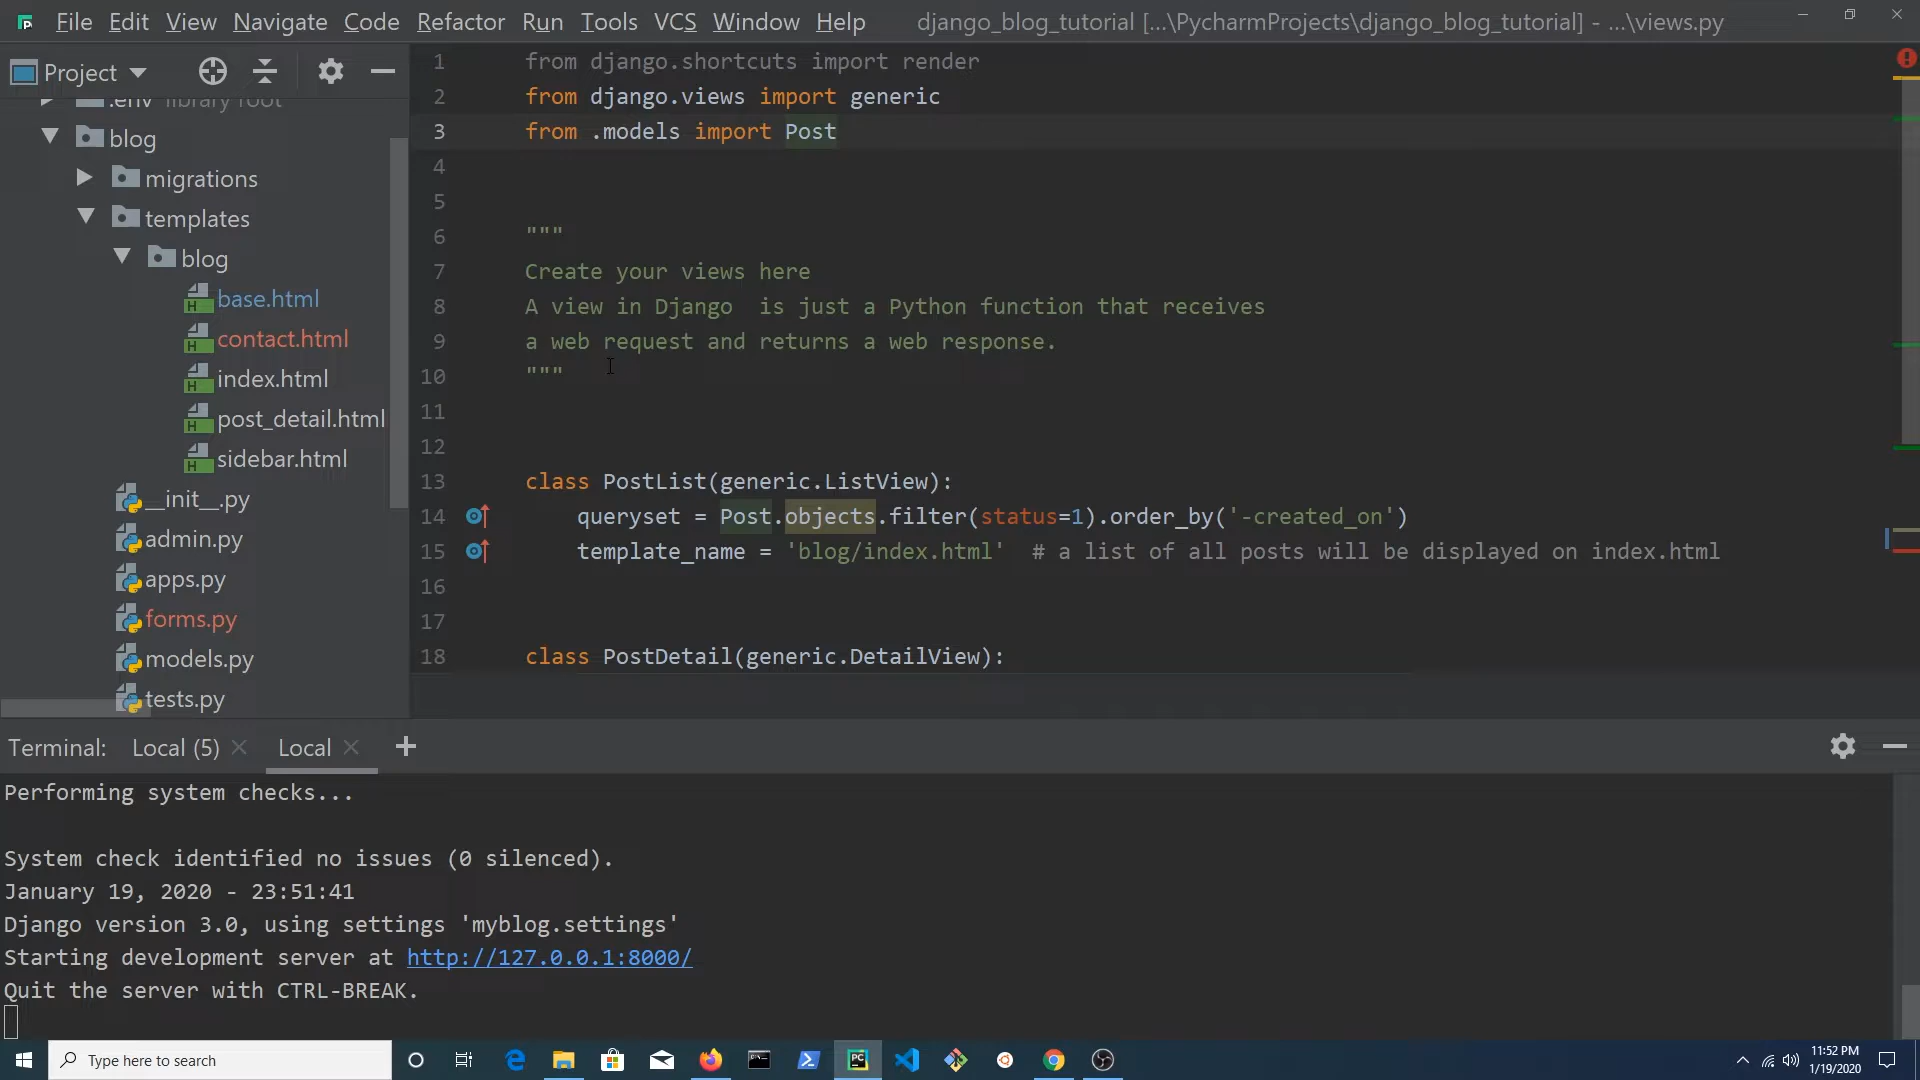 File Edit View Navigate Code Refactor Run Tools VCS Window Help django_blog_tutorial [...\PycharmProjects\django_blog_tutorial] - ...\views.py
Project
.env library root
blog
migrations
templates
blog
base.html
contact.html
index.html
post_detail.html
sidebar.html
__init__.py
admin.py
apps.py
forms.py
models.py
tests.py
1 from django.shortcuts import render
2 from django.views import generic
3 from .models import Post
4
5
6 """
7 Create your views here
8 A view in Django  is just a Python function that receives
9 a web request and returns a web response.
10 """
11
12
13 class PostList(generic.ListView):
14 queryset = Post.objects.filter(status=1).order_by('-created_on')
15 template_name = 'blog/index.html'  # a list of all posts will be displayed on index.html
16
17
18 class PostDetail(generic.DetailView):
Terminal: Local (5) Local
Performing system checks...
System check identified no issues (0 silenced).
January 19, 2020 - 23:51:41
Django version 3.0, using settings 'myblog.settings'
Starting development server at http://127.0.0.1:8000/
Quit the server with CTRL-BREAK.
Type here to search
11:52 PM
1/19/2020